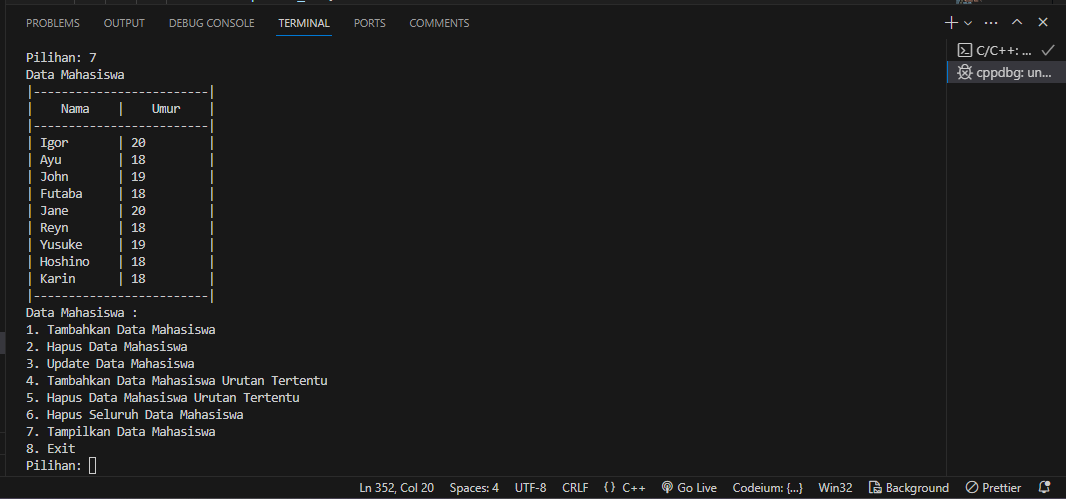 PROBLEMS OUTPUT DEBUG CONSOLE TERMINAL PORTS COMMENTS
Pilihan: 7
Data Mahasiswa
|-------------------------|
|    Nama    |    Umur    |
|-------------------------|
| Igor       | 20         |
| Ayu        | 18         |
| John       | 19         |
| Futaba     | 18         |
| Jane       | 20         |
| Reyn       | 18         |
| Yusuke     | 19         |
| Hoshino    | 18         |
| Karin      | 18         |
|-------------------------|
Data Mahasiswa :
1. Tambahkan Data Mahasiswa
2. Hapus Data Mahasiswa
3. Update Data Mahasiswa
4. Tambahkan Data Mahasiswa Urutan Tertentu
5. Hapus Data Mahasiswa Urutan Tertentu
6. Hapus Seluruh Data Mahasiswa
7. Tampilkan Data Mahasiswa
8. Exit
Pilihan:
C/C++: ...
cppdbg: un...
Ln 352, Col 20 Spaces: 4 UTF-8 CRLF {} C++ Go Live Codeium: {...} Win32 Background Prettier